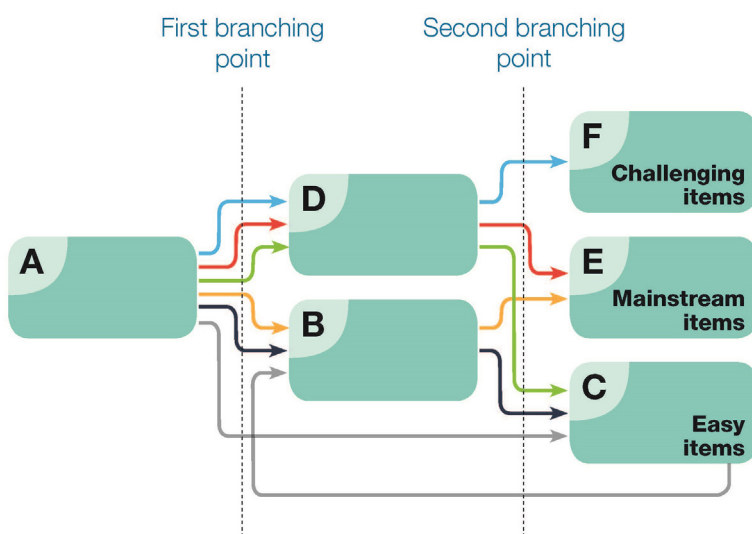 First branching
point
Second branching
point
A
D
B
F
Challenging
items
E
Mainstream
items
C
Easy
items